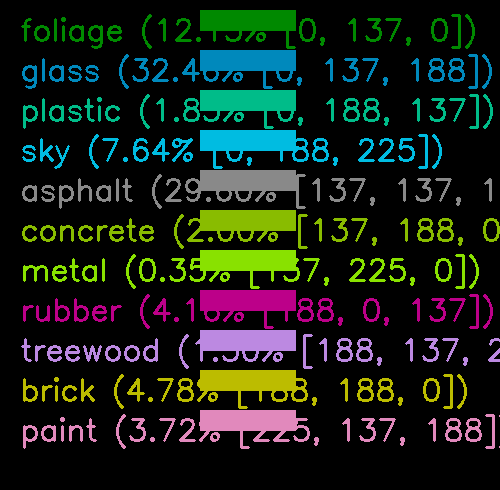 foliage (12.13% [0, 137, 0])
glass (32.46% [0, 137, 188])
plastic (1.83% [0, 188, 137])
sky (7.64% [0, 188, 225])
asphalt (29.80% [137, 137, 1
concrete (2.00% [137, 188, 0
metal (0.35% [137, 225, 0])
rubber (4.16% [188, 0, 137])
treewood (1.50% [188, 137, 2
brick (4.78% [188, 188, 0])
paint (3.72% [225, 137, 188]